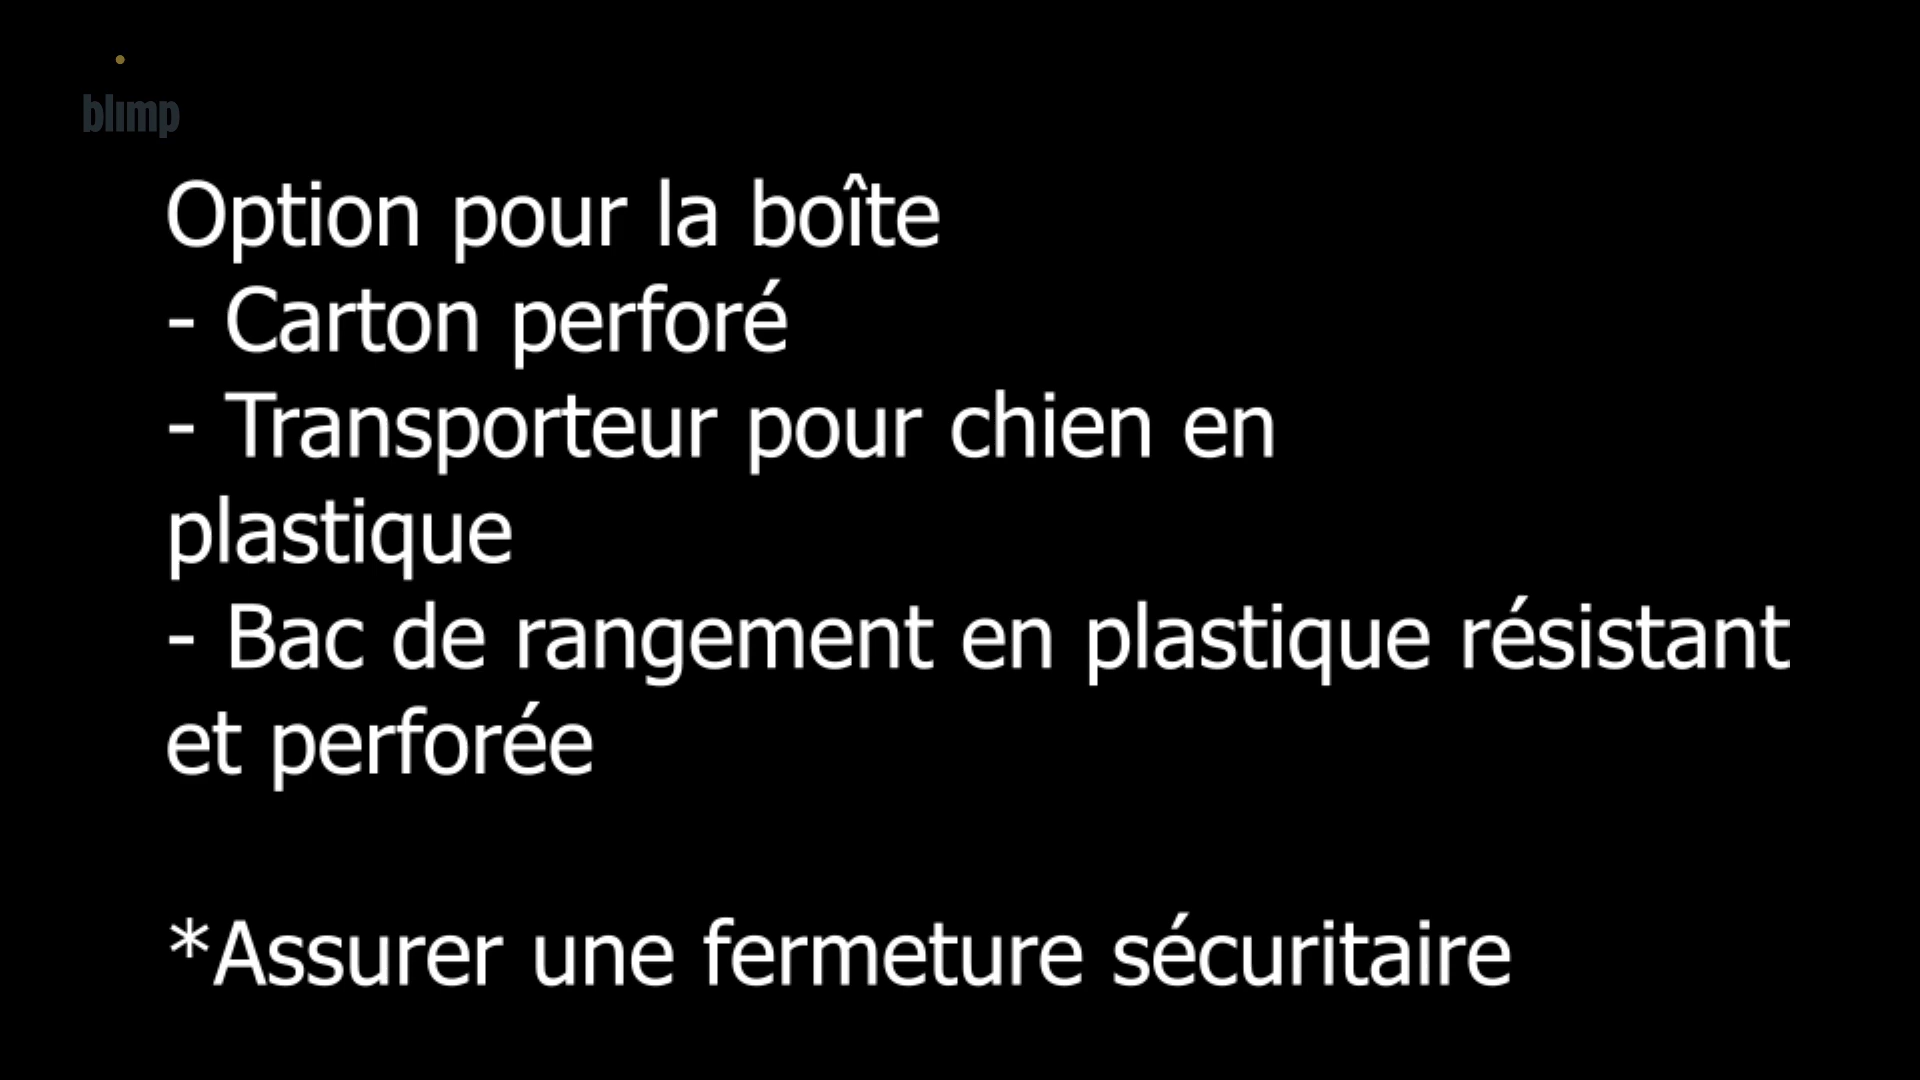 blimp
Option pour la boîte
- Carton perforé
- Transporteur pour chien en
plastique
- Bac de rangement en plastique résistant
et perforée
*Assurer une fermeture sécuritaire